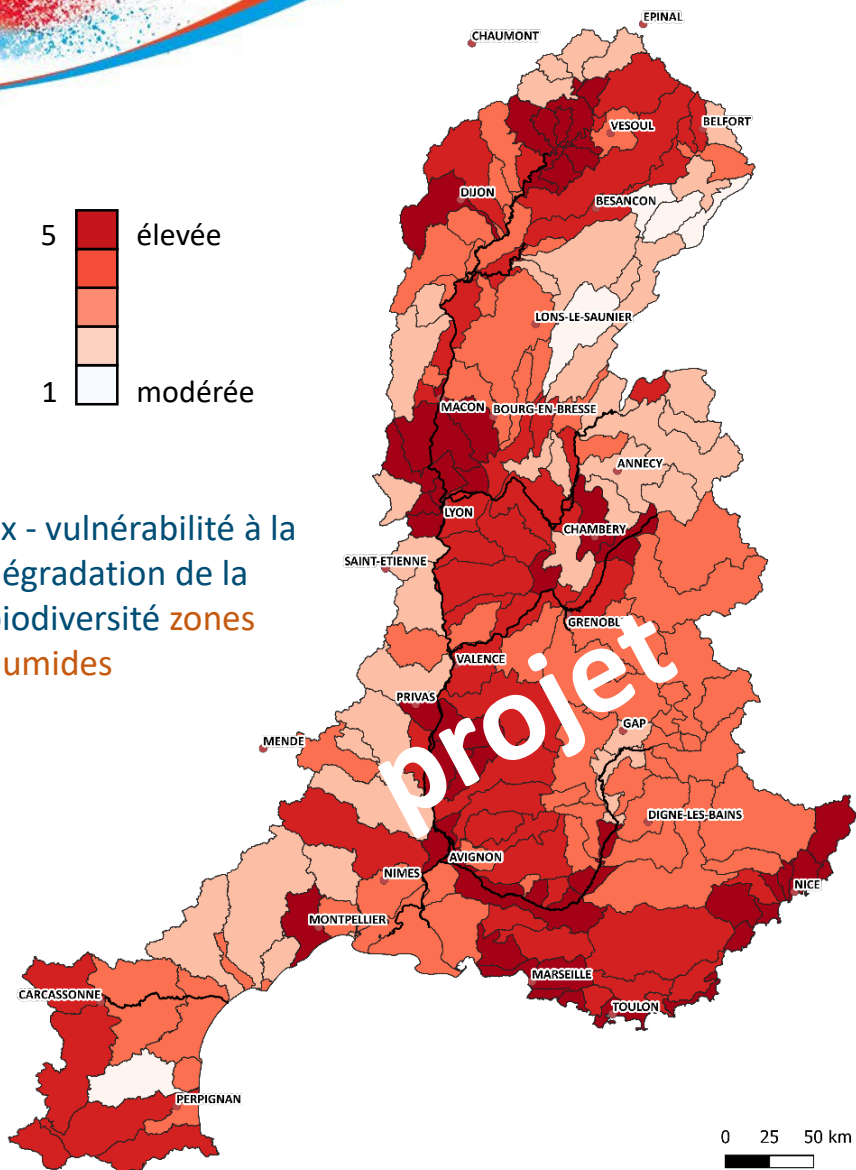 EPINAL
CHAUMONT
VESOUL
BELFORT
DIJON
BESANCON
5 élevée
1 modérée
LONS-LE-SAUNIER
MACON
BOURG-EN-BRESSE
ANNECY
LYON
CHAMBERY
x - vulnérabilité à la
égradation de la
iodiversité zones
umides
SAINT-ETIENNE
GRENOBL
VALENCE
projet
PRIVAS
GAP
MENDE
DIGNE-LES-BAINS
AVIGNON
NIMES
NICE
MONTPELLIER
MARSEILLE
CARCASSONNE
TOULON
PERPIGNAN
0 25 50 km